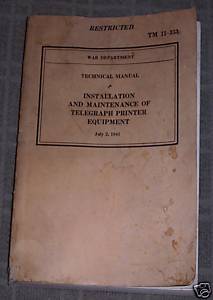 RESTRICTED
TM 11-353
WAR DEPARTMENT
TECHNICAL MANUAL
INSTALLATION
AND MAINTENANCE OF
TELEGRAPH PRINTER
EQUIPMENT
July 2, 1941